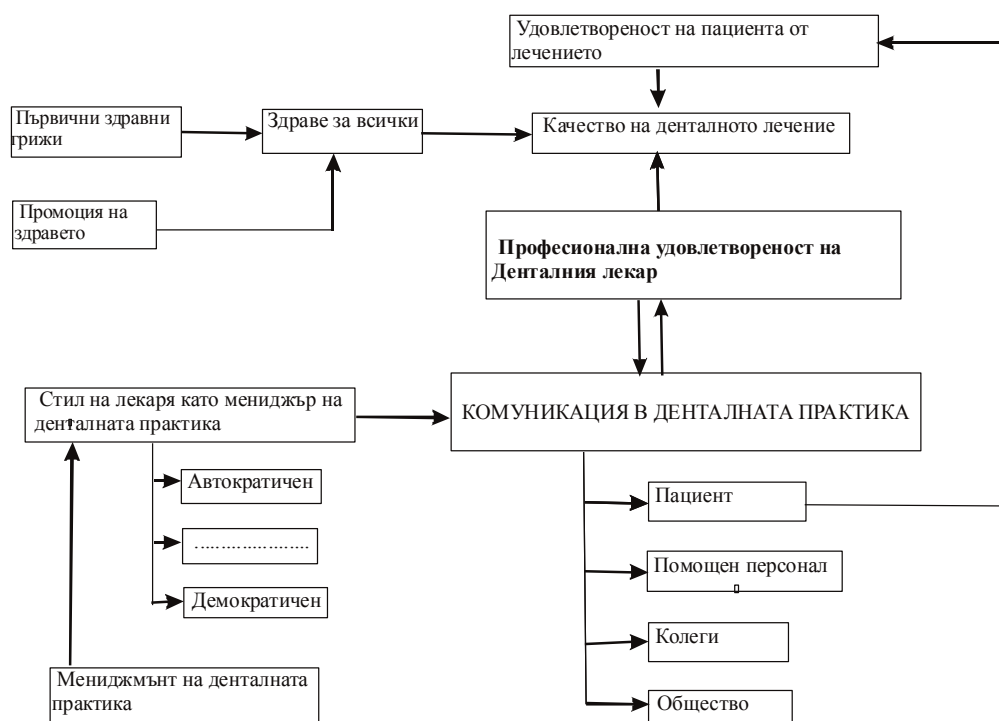 Удовлетвореност на пациента от
лечението
Първични здравни
грижи
Здраве за всички
Качество на денталното лечение
Промоция на
здравето
Професионална удовлетвореност на
Денталния лекар
Стил на лекаря като мениджър на
денталната практика
КОМУНИКАЦИЯ В ДЕНТАЛНАТА ПРАКТИКА
Автократичен
.....................
Демократичен
Пациент
Помощен персонал
Колеги
Общество
Мениджмънт на денталната
практика